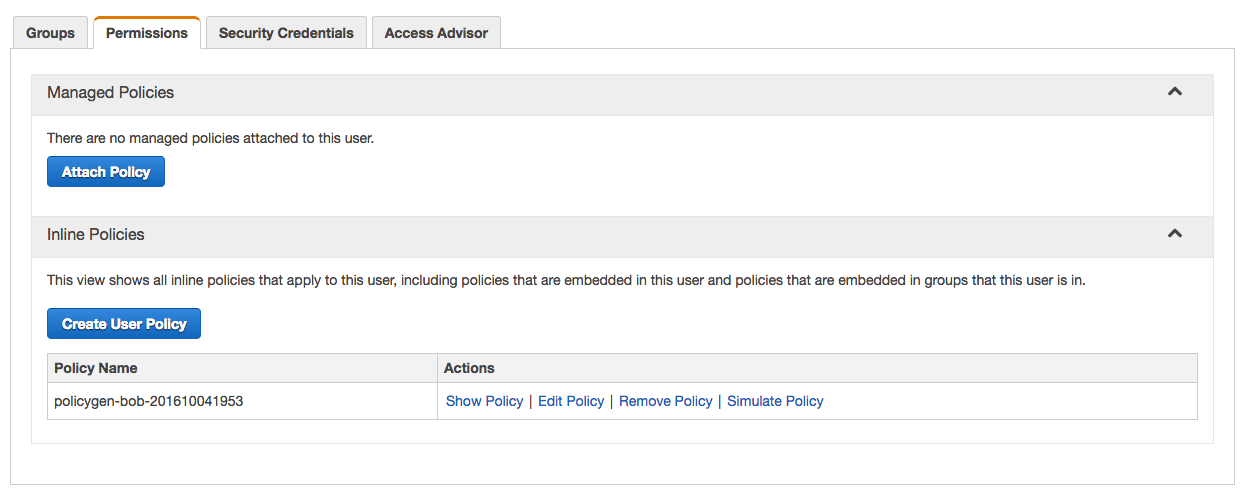 Groups Permissions Security Credentials Access Advisor
Managed Policies
There are no managed policies attached to this user.
Attach Policy
Inline Policies
This view shows all inline policies that apply to this user, including policies that are embedded in this user and policies that are embedded in groups that this user is in.
Create User Policy
Policy Name Actions
policygen-bob-201610041953 Show Policy | Edit Policy | Remove Policy | Simulate Policy